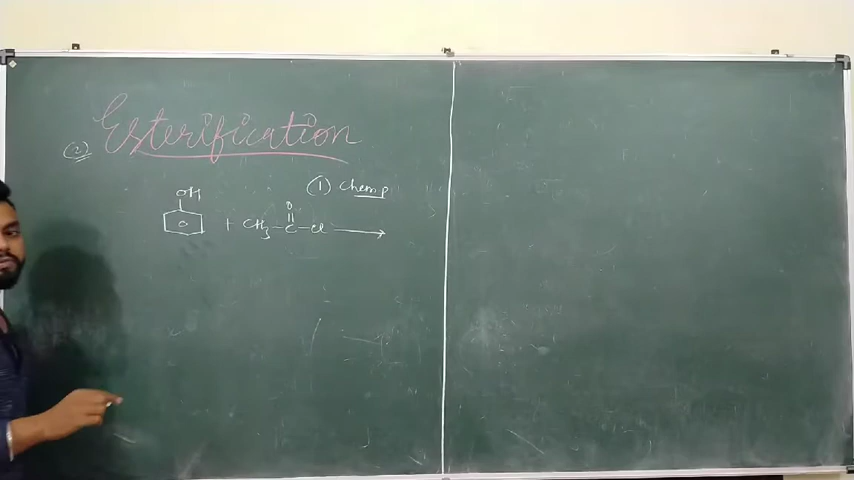 (2) Esterification
(1) Chem p
OH
O
+ CH3-C-Cl